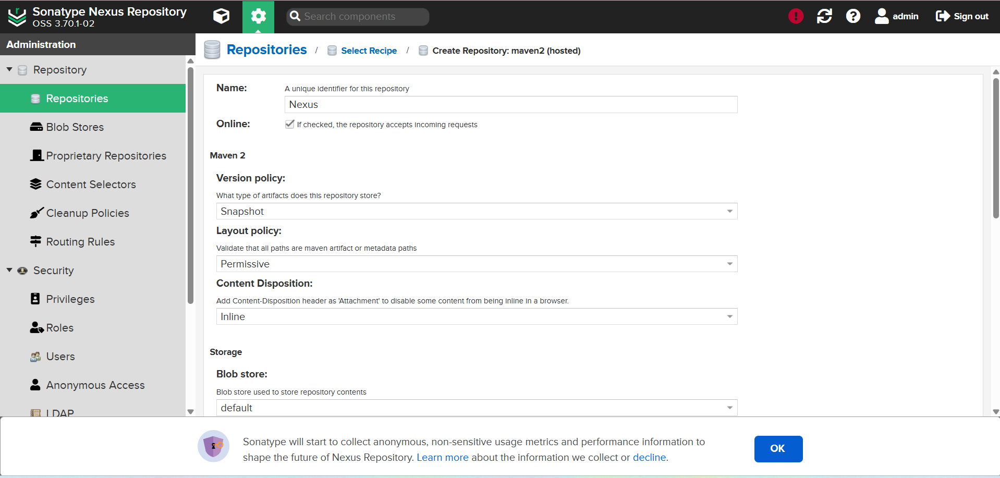 Sonatype Nexus Repository
OSS 3.70.1-02
Search components
admin
Sign out
Administration
Repositories / Select Recipe / Create Repository: maven2 (hosted)
Repository
Repositories
Blob Stores
Proprietary Repositories
Content Selectors
Cleanup Policies
Routing Rules
Security
Privileges
Roles
Users
Anonymous Access
LDAP
Name:
A unique identifier for this repository
Nexus
Online:
If checked, the repository accepts incoming requests
Maven 2
Version policy:
What type of artifacts does this repository store?
Snapshot
Layout policy:
Validate that all paths are maven artifact or metadata paths
Permissive
Content Disposition:
Add Content-Disposition header as 'Attachment' to disable some content from being inline in a browser.
Inline
Storage
Blob store:
Blob store used to store repository contents
default
Sonatype will start to collect anonymous, non-sensitive usage metrics and performance information to
shape the future of Nexus Repository. Learn more about the information we collect or decline.
OK